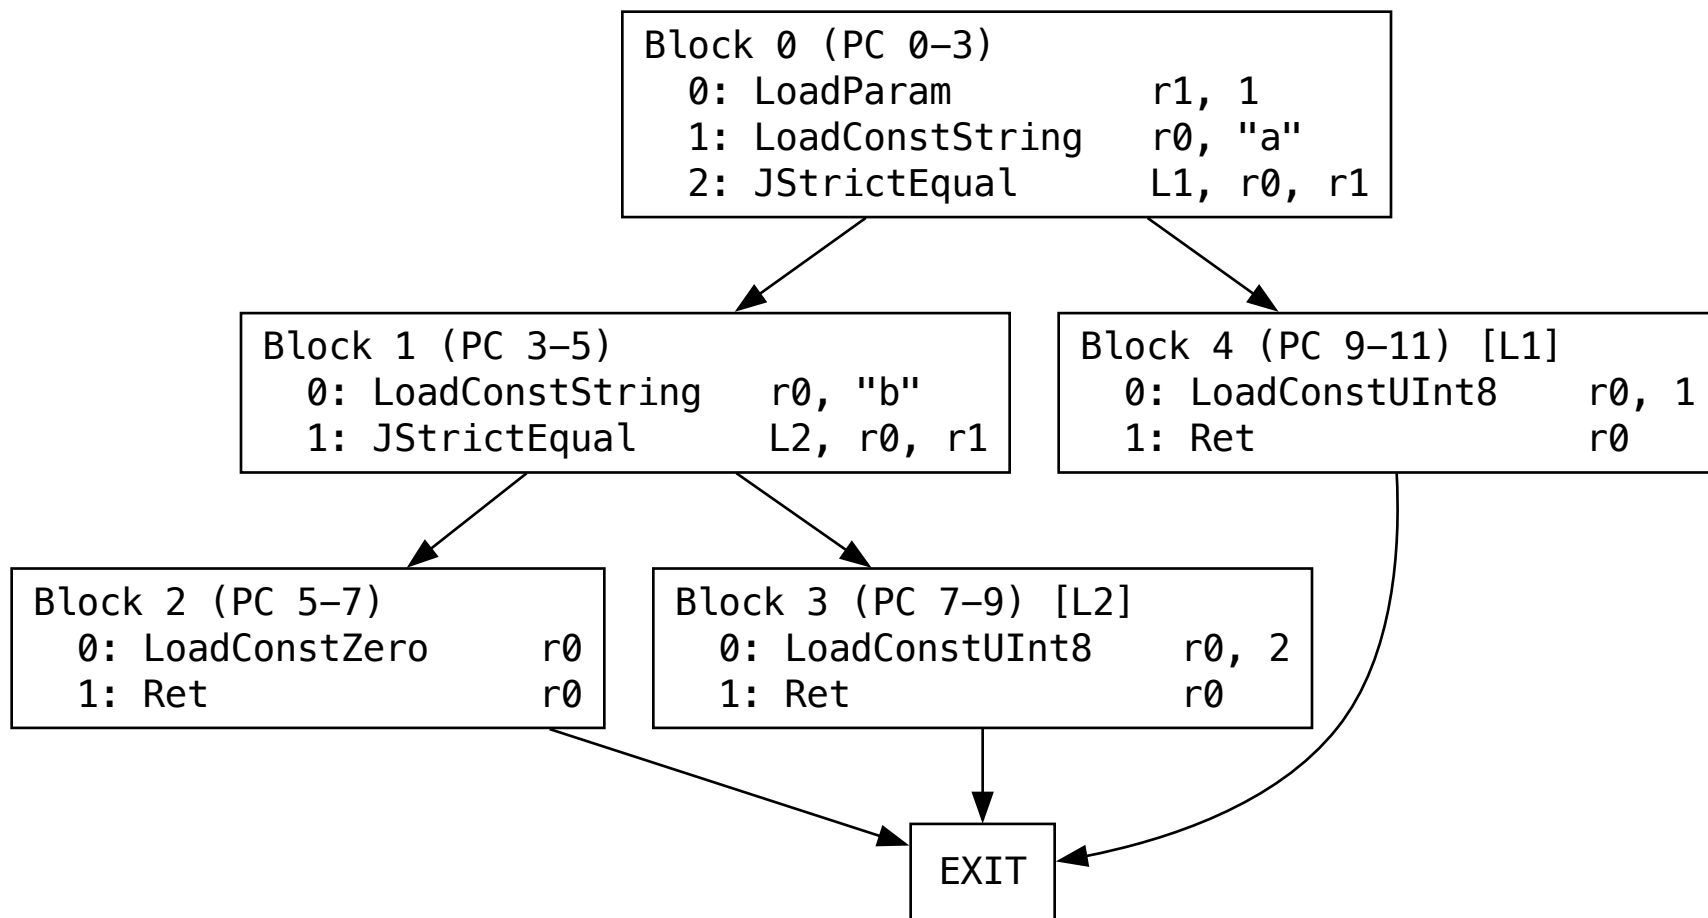 Block 0 (PC 0–3)
0: LoadParam r1, 1
1: LoadConstString r0, "a"
2: JStrictEqual L1, r0, r1
Block 1 (PC 3–5)
0: LoadConstString r0, "b"
1: JStrictEqual L2, r0, r1
Block 4 (PC 9–11) [L1]
0: LoadConstUInt8 r0, 1
1: Ret r0
Block 2 (PC 5–7)
0: LoadConstZero r0
1: Ret r0
Block 3 (PC 7–9) [L2]
0: LoadConstUInt8 r0, 2
1: Ret r0
EXIT